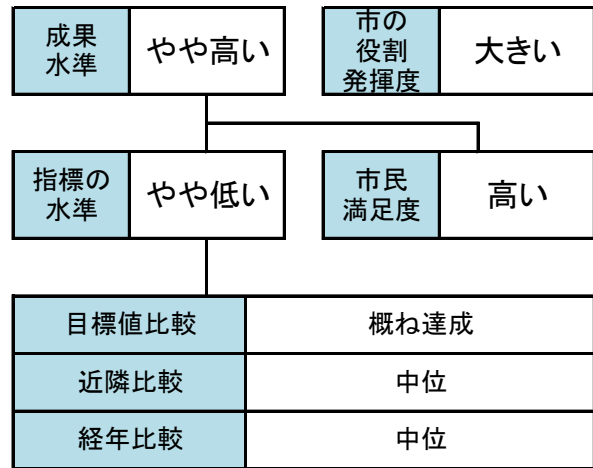 成果
水準
やや高い
市の
役割
発揮度
大きい
指標の
水準
やや低い
市民
満足度
高い
目標値比較
概ね達成
近隣比較
中位
経年比較
中位